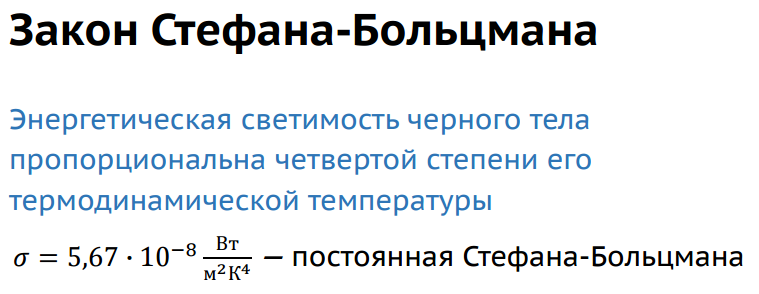 Закон Стефана-Больцмана
Энергетическая светимость черного тела
пропорциональна четвертой степени его
термодинамической температуры
σ = 5,67 · 10⁻⁸ Вт/м²К⁴ – постоянная Стефана-Больцмана